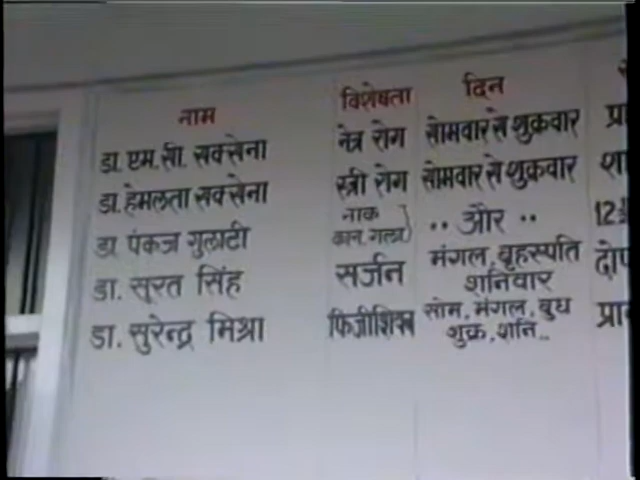 नाम विशेषता दिन
डा. एम. सी. सक्सेना नेत्र रोग सोमवार से शुक्रवार प्रा
डा. हेमलता सक्सेना स्त्री रोग सोमवार से शुक्रवार शा
डा. पंकज गुलाटी नाक कान, गला) .. और .. 12
डा. सुरत सिंह सर्जन मंगल, बृहस्पति शनिवार दोप
डा. सुरेन्द्र मिश्रा फिजीशियन सोम, मंगल, बुध शुक्र, शनि.. प्रा